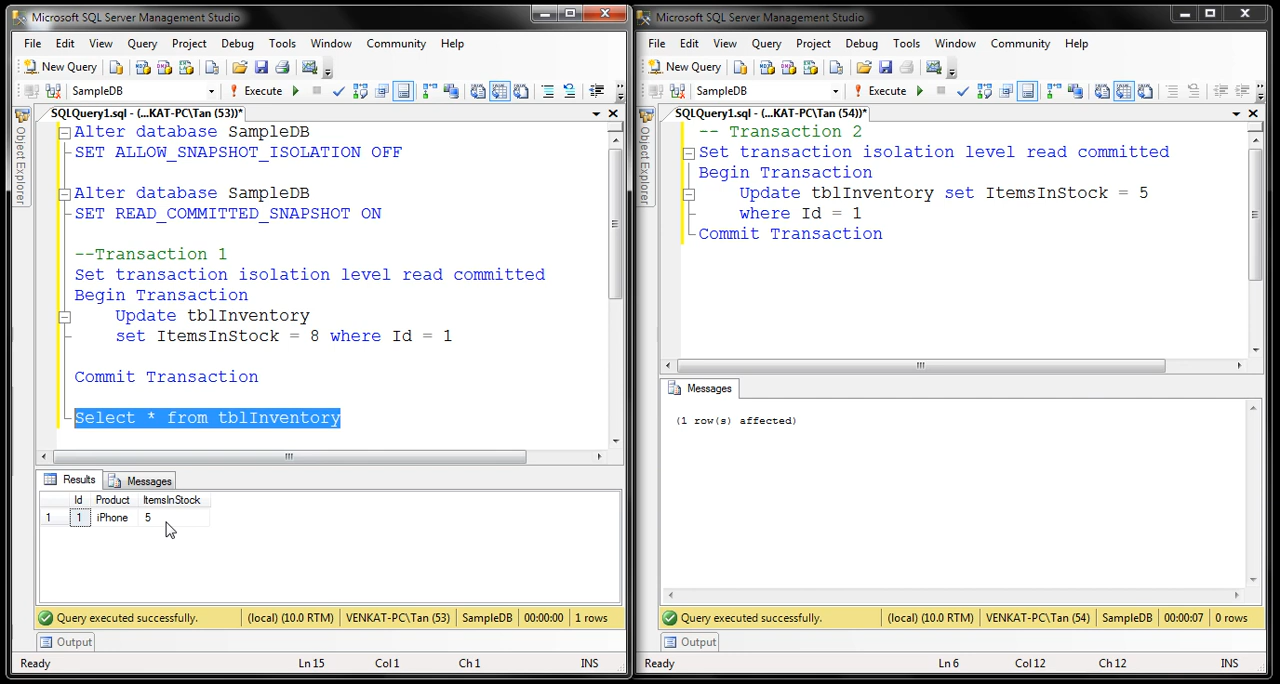 Microsoft SQL Server Management Studio
File Edit View Query Project Debug Tools Window Community Help
New Query
SampleDB Execute
SQLQuery1.sql - (...KAT-PC\Tan (53))*
Object Explorer
Alter database SampleDB
SET ALLOW_SNAPSHOT_ISOLATION OFF
Alter database SampleDB
SET READ_COMMITTED_SNAPSHOT ON
--Transaction 1
Set transaction isolation level read committed
Begin Transaction
Update tblInventory
set ItemsInStock = 8 where Id = 1
Commit Transaction
Select * from tblInventory
Results Messages
Id Product ItemsInStock
1 1 iPhone 5
Query executed successfully. (local) (10.0 RTM) VENKAT-PC\Tan (53) SampleDB 00:00:00 1 rows
Output
Ready Ln 15 Col 1 Ch 1 INS
Microsoft SQL Server Management Studio
File Edit View Query Project Debug Tools Window Community Help
New Query
SampleDB Execute
SQLQuery1.sql - (...KAT-PC\Tan (54))*
Object Explorer
-- Transaction 2
Set transaction isolation level read committed
Begin Transaction
Update tblInventory set ItemsInStock = 5
where Id = 1
Commit Transaction
Messages
(1 row(s) affected)
Query executed successfully. (local) (10.0 RTM) VENKAT-PC\Tan (54) SampleDB 00:00:07 0 rows
Output
Ready Ln 6 Col 12 Ch 12 INS